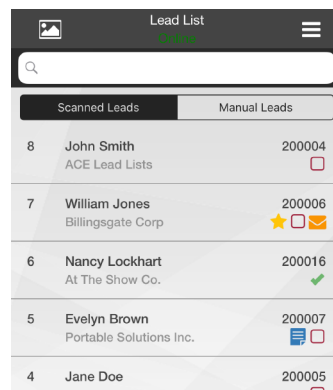 Lead List
Online
Scanned Leads Manual Leads
8 John Smith 200004
ACE Lead Lists
7 William Jones 200006
Billingsgate Corp
6 Nancy Lockhart 200016
At The Show Co.
5 Evelyn Brown 200007
Portable Solutions Inc.
4 Jane Doe 200005